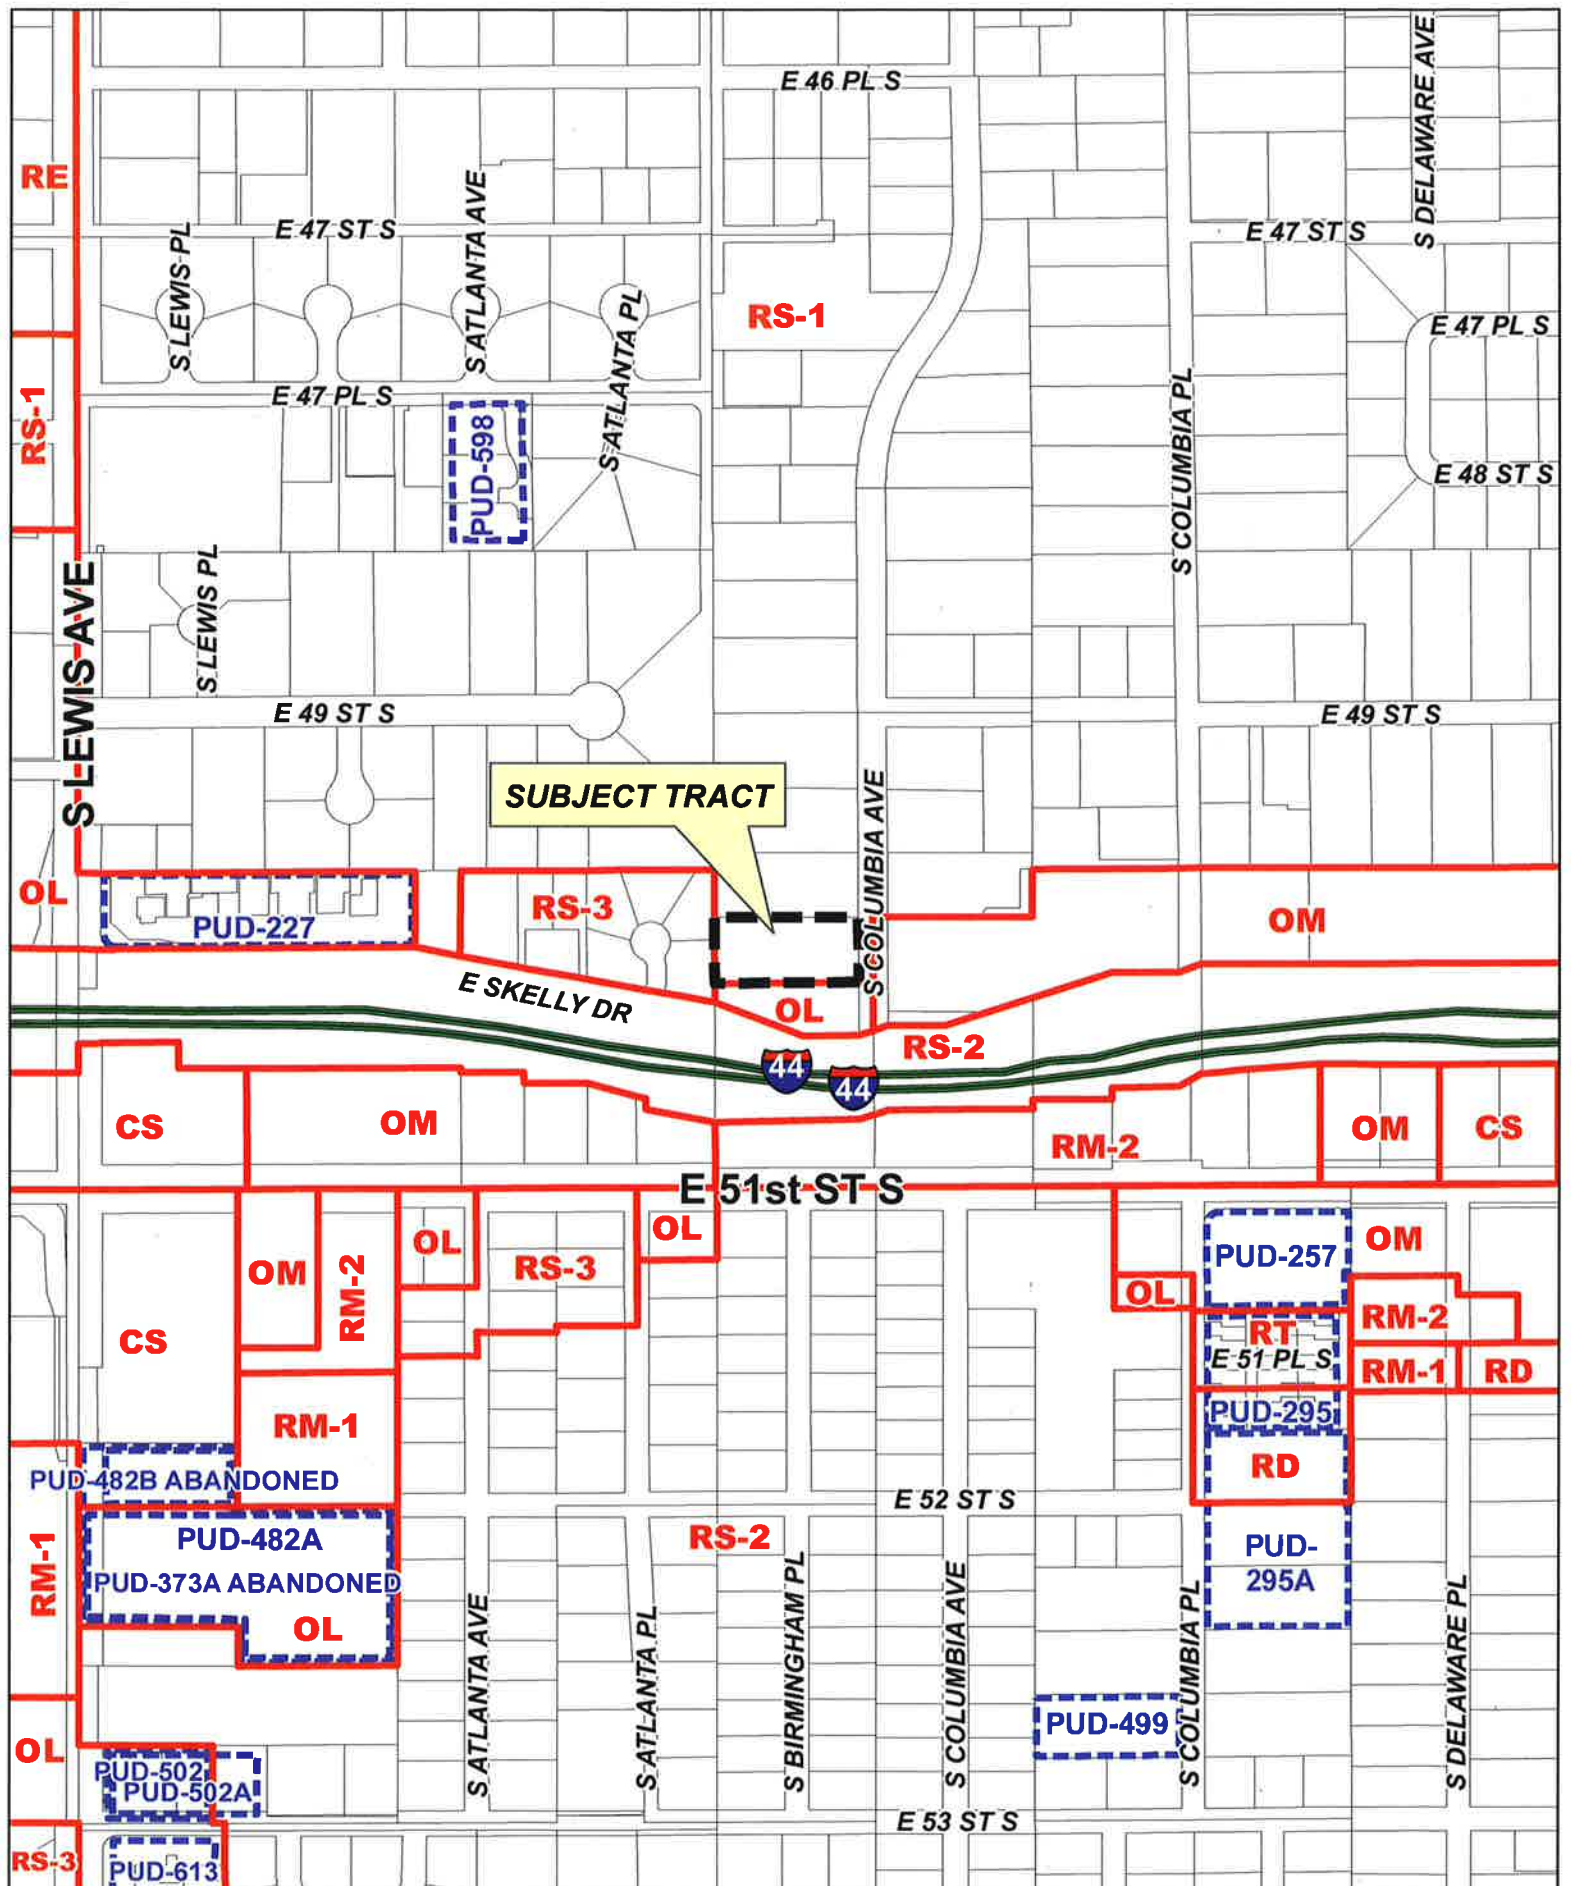 E 46 PL S
S DELAWARE AVE
RE
S ATLANTA AVE
E 47 ST S
S LEWIS PL
E 47 ST S
S ATLANTA PL
RS-1
E 47 PL S
E 47 PL S
RS-1
PUD-598
S COLUMBIA PL
E 48 ST S
S LEWIS PL
S LEWIS AVE
E 49 ST S
E 49 ST S
SUBJECT TRACT
S COLUMBIA AVE
OL
PUD-227
RS-3
OM
E SKELLY DR
OL
RS-2
44
44
CS
OM
RM-2
OM
CS
E 51st ST S
OM
RM-2
OL
RS-3
OL
PUD-257
OM
OL
RM-2
RT
E 51 PL S
RM-1
RD
CS
RM-1
PUD-295
RD
PUD-482B ABANDONED
E 52 ST S
RM-1
PUD-482A
PUD-373A ABANDONED
OL
RS-2
PUD-
295A
S ATLANTA AVE
S ATLANTA PL
S BIRMINGHAM PL
S COLUMBIA AVE
S COLUMBIA PL
S DELAWARE PL
PUD-499
OL
PUD-502
PUD-502A
E 53 ST S
RS-3
PUD-613